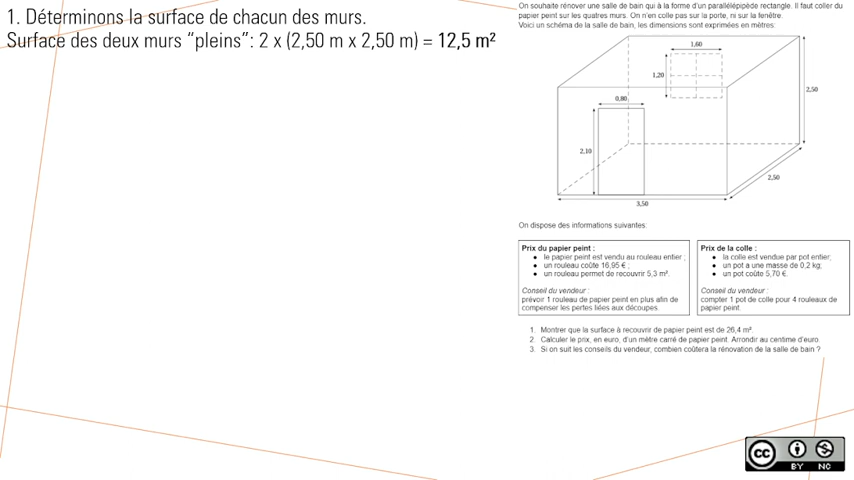 1. Déterminons la surface de chacun des murs.
Surface des deux murs “pleins”: 2 x (2,50 m x 2,50 m) = 12,5 m²
On souhaite rénover une salle de bain qui à la forme d'un parallélépipède rectangle. Il faut coller du
papier peint sur les quatres murs. On n'en colle pas sur la porte, ni sur la fenêtre.
Voici un schéma de la salle de bain, les dimensions sont exprimées en mètres:
1,60
1,20
2,50
0,80
2,10
2,50
3,50
On dispose des informations suivantes:
Prix du papier peint :
● le papier peint est vendu au rouleau entier ;
● un rouleau coûte 16,95 € ;
● un rouleau permet de recouvrir 5,3 m².
Conseil du vendeur :
prévoir 1 rouleau de papier peint en plus afin de
compenser les pertes liées aux découpes.
Prix de la colle :
● la colle est vendue par pot entier;
● un pot a une masse de 0,2 kg;
● un pot coûte 5,70 €.
Conseil du vendeur :
compter 1 pot de colle pour 4 rouleaux de
papier peint.
1. Montrer que la surface à recouvrir de papier peint est de 26,4 m².
2. Calculer le prix, en euro, d'un mètre carré de papier peint. Arrondir au centime d'euro.
3. Si on suit les conseils du vendeur, combien coûtera la rénovation de la salle de bain ?
cc
BY NC